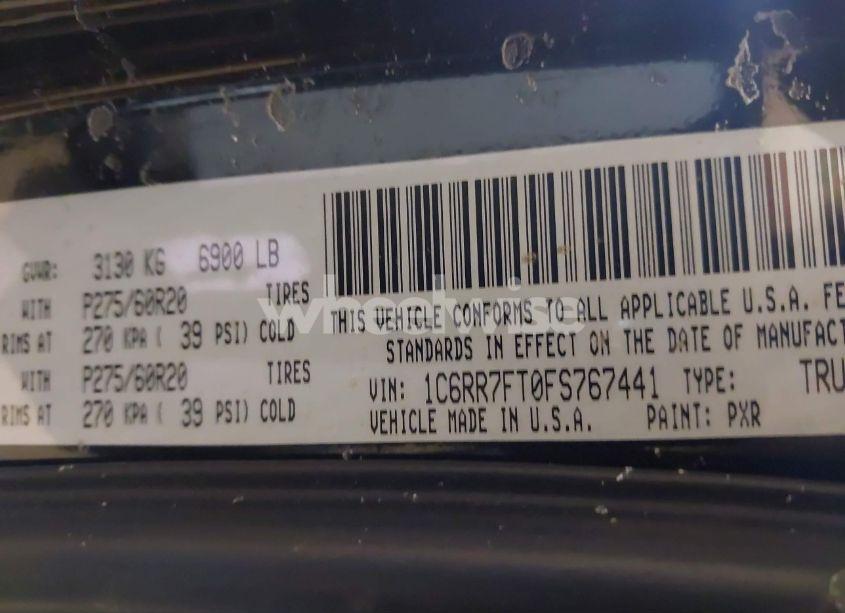 GVWR: 3130 KG 6900 LB
WITH P275/60R20 TIRES
RIMS AT 270 KPA ( 39 PSI) COLD
WITH P275/60R20 TIRES
RIMS AT 270 KPA ( 39 PSI) COLD
THIS VEHICLE CONFORMS TO ALL APPLICABLE U.S.A. FE
STANDARDS IN EFFECT ON THE DATE OF MANUFACT
VIN: 1C6RR7FT0FS767441 TYPE: TRU
VEHICLE MADE IN U.S.A. PAINT: PXR
wheelwise